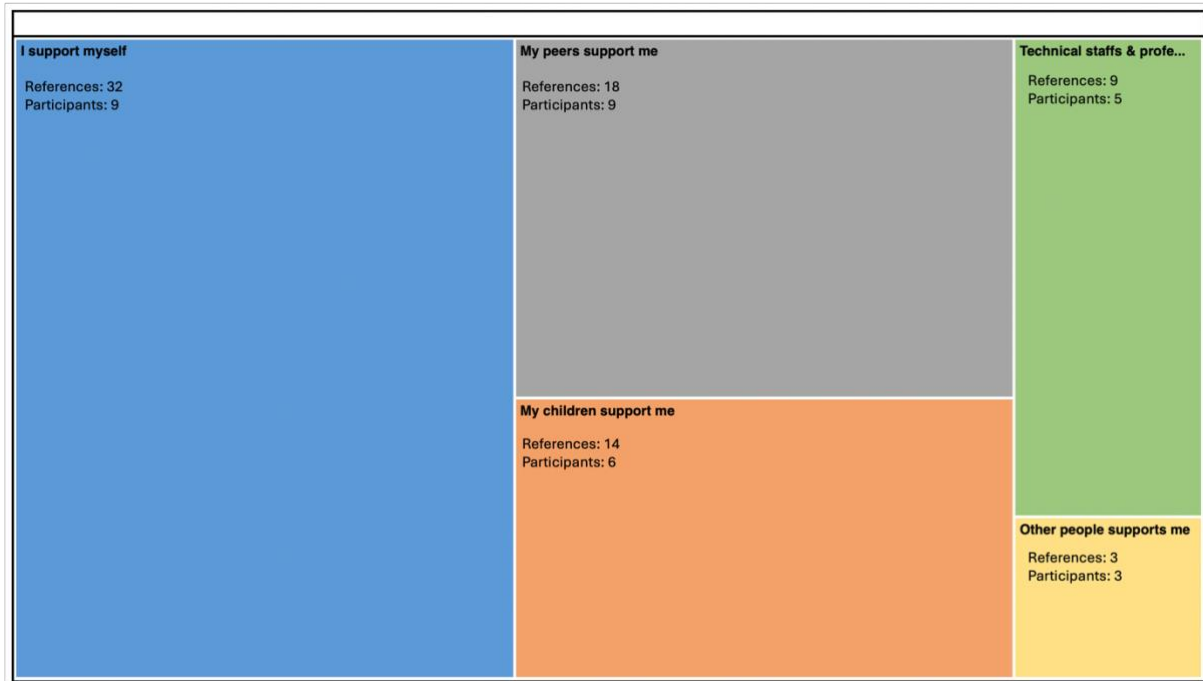 I support myself
References: 32
Participants: 9
My peers support me
References: 18
Participants: 9
My children support me
References: 14
Participants: 6
Technical staffs & profe...
References: 9
Participants: 5
Other people supports me
References: 3
Participants: 3